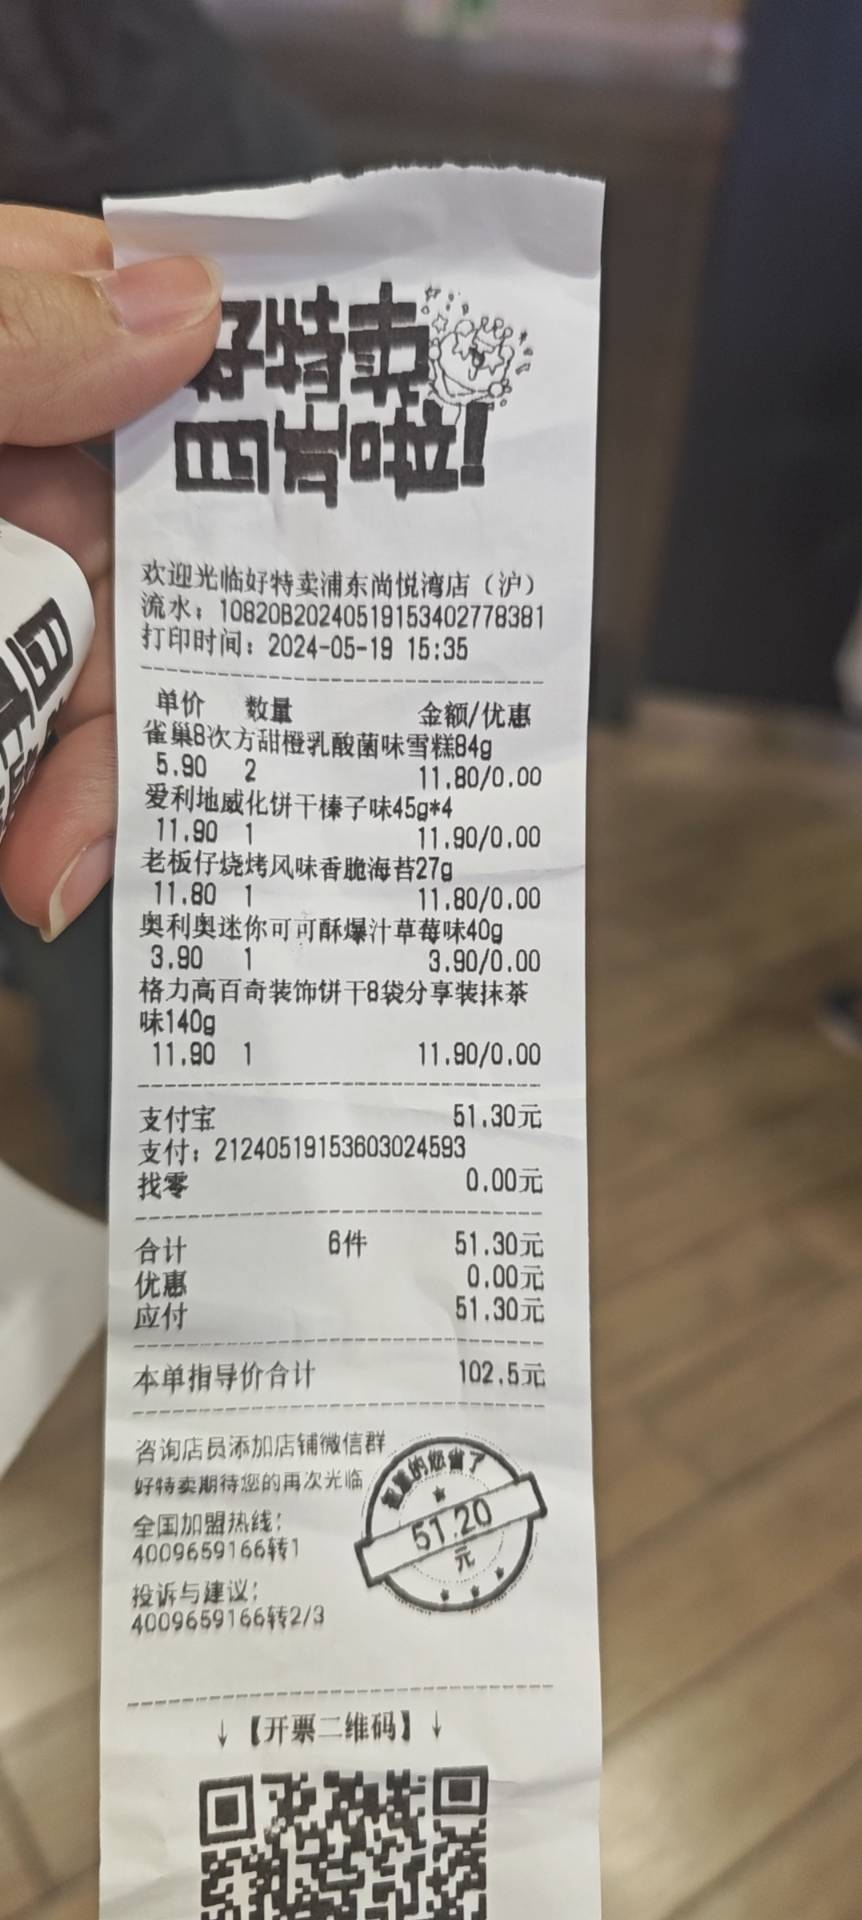 好特卖
真正哇!
欢迎光临好特卖浦东尚悦湾店（沪）
流水：10820B202405191534027­78381
打印时间：2024-05-19 15:35
单价 数量 金额/优惠
雀巢8次方甜橙乳酸菌味雪糕84g
5.90 2 11.80/0.00
爱利地威化饼干榛子味45g*4
11.90 1 11.90/0.00
老板仔烧烤风味香脆海苔27g
11.80 1 11.80/0.00
奥利奥迷你可可酥爆汁草莓味40g
3.90 1 3.90/0.00
格力高百奇装饰饼干8袋分享装抹茶
味140g
11.90 1 11.90/0.00
支付宝 51.30元
支付：21240519153603024593
找零 0.00元
合计 6件 51.30元
优惠 0.00元
应付 51.30元
本单指导价合计 102.5元
咨询店员添加店铺微信群
好特卖期待您的再次光临
全国加盟热线：
4009659166转1
投诉与建议：
4009659166转2/3
的您省了
51.20
元
↓【开票二维码】↓